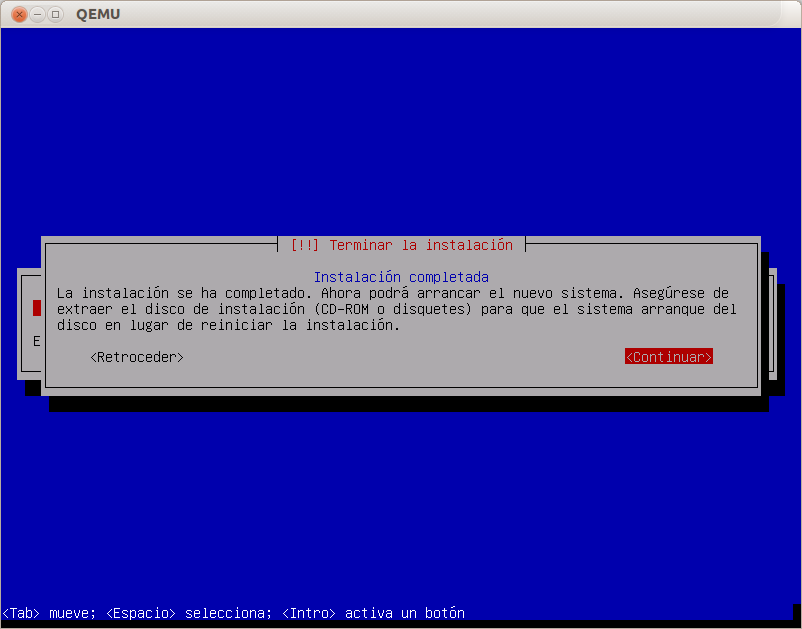 QEMU
[!!] Terminar la instalación
Instalación completada
La instalación se ha completado. Ahora podrá arrancar el nuevo sistema. Asegúrese de
extraer el disco de instalación (CD-ROM o disquetes) para que el sistema arranque del
disco en lugar de reiniciar la instalación.
E
<Retroceder> <Continuar>
<Tab> mueve; <Espacio> selecciona; <Intro> activa un botón